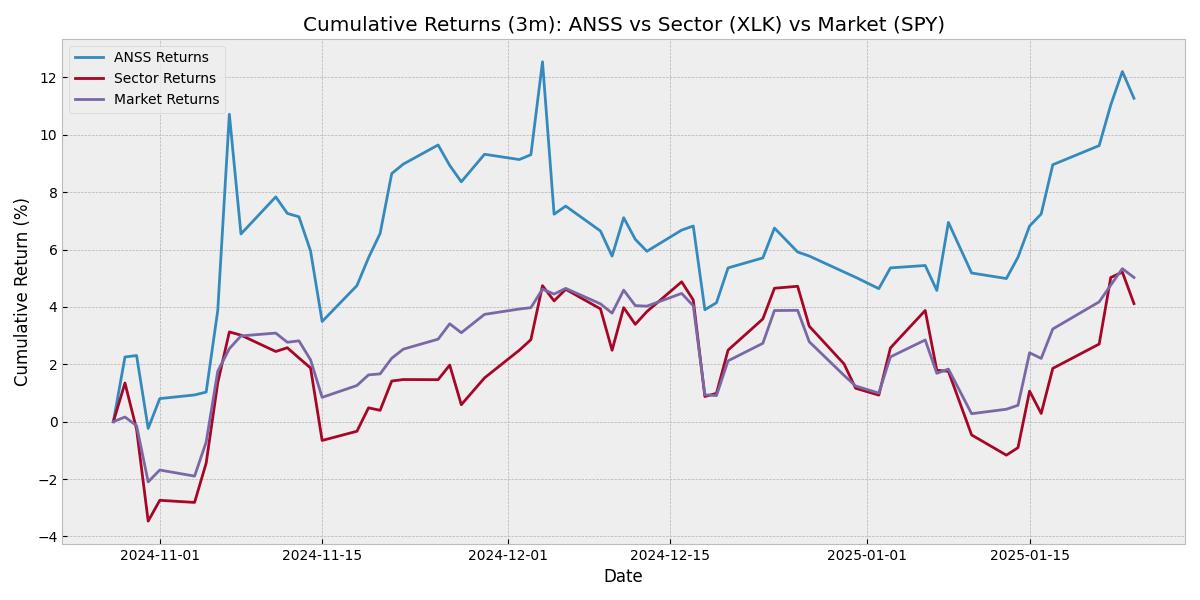 Cumulative Returns (3m): ANSS vs Sector (XLK) vs Market (SPY)
ANSS Returns
Sector Returns
Market Returns
Cumulative Return (%)
12
10
8
6
4
2
0
−2
−4
2024-11-01
2024-11-15
2024-12-01
2024-12-15
2025-01-01
2025-01-15
Date